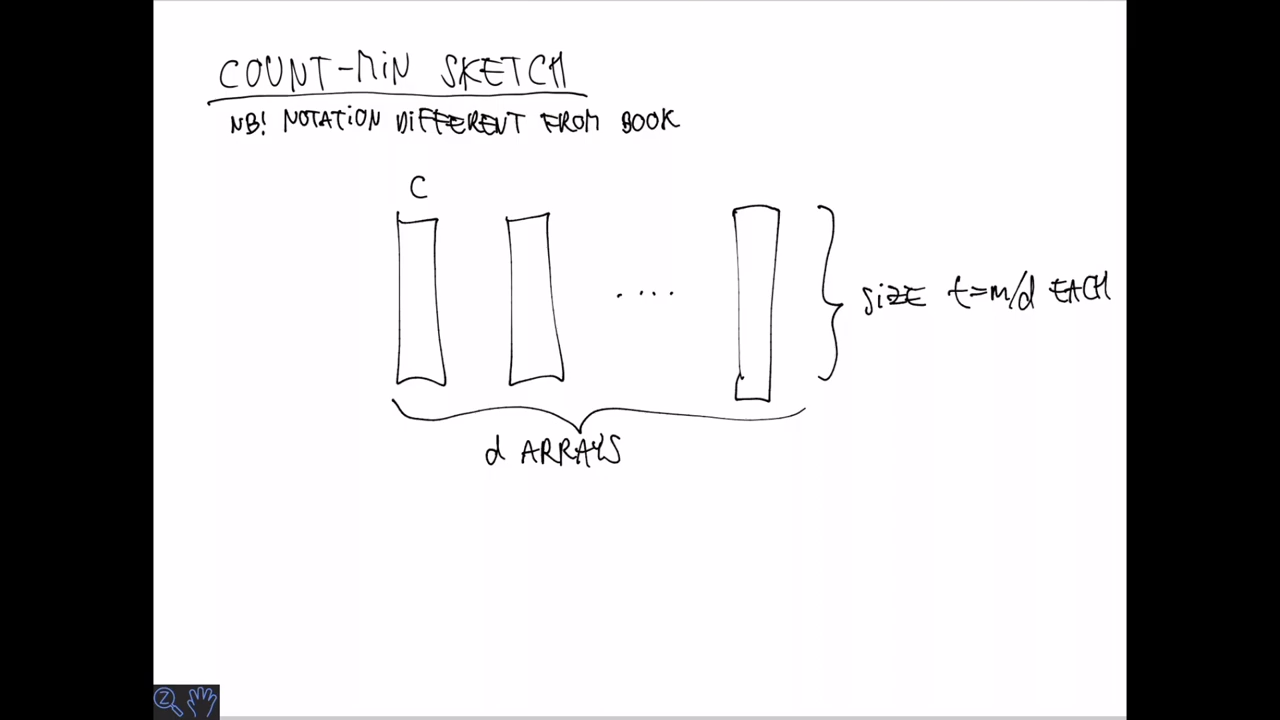 COUNT-MIN SKETCH
NB! NOTATION DIFFERENT FROM BOOK
C
....
SIZE t=m/d EACH
d ARRAYS
Z